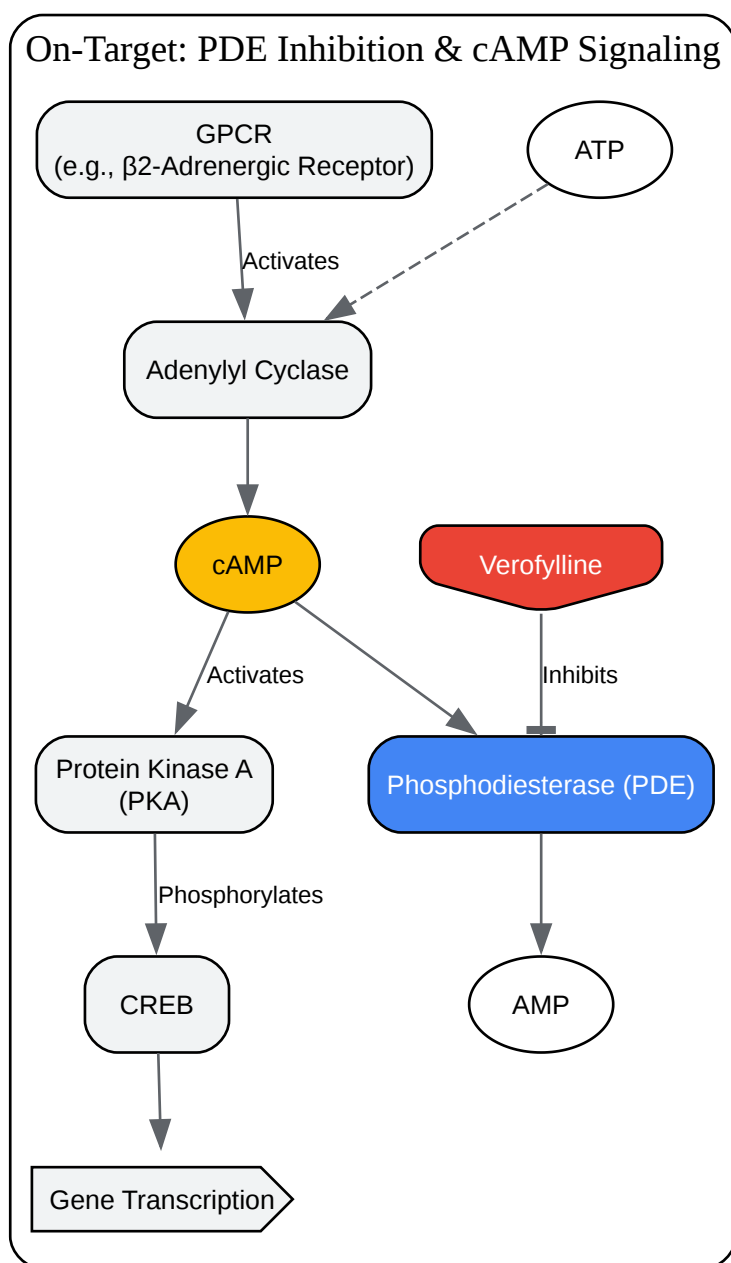 On-Target: PDE Inhibition & cAMP Signaling
GPCR
(e.g., β2-Adrenergic Receptor)
ATP
Activates
Adenylyl Cyclase
cAMP
Verofylline
Activates
Inhibits
Protein Kinase A
(PKA)
Phosphodiesterase (PDE)
Phosphorylates
CREB
AMP
Gene Transcription